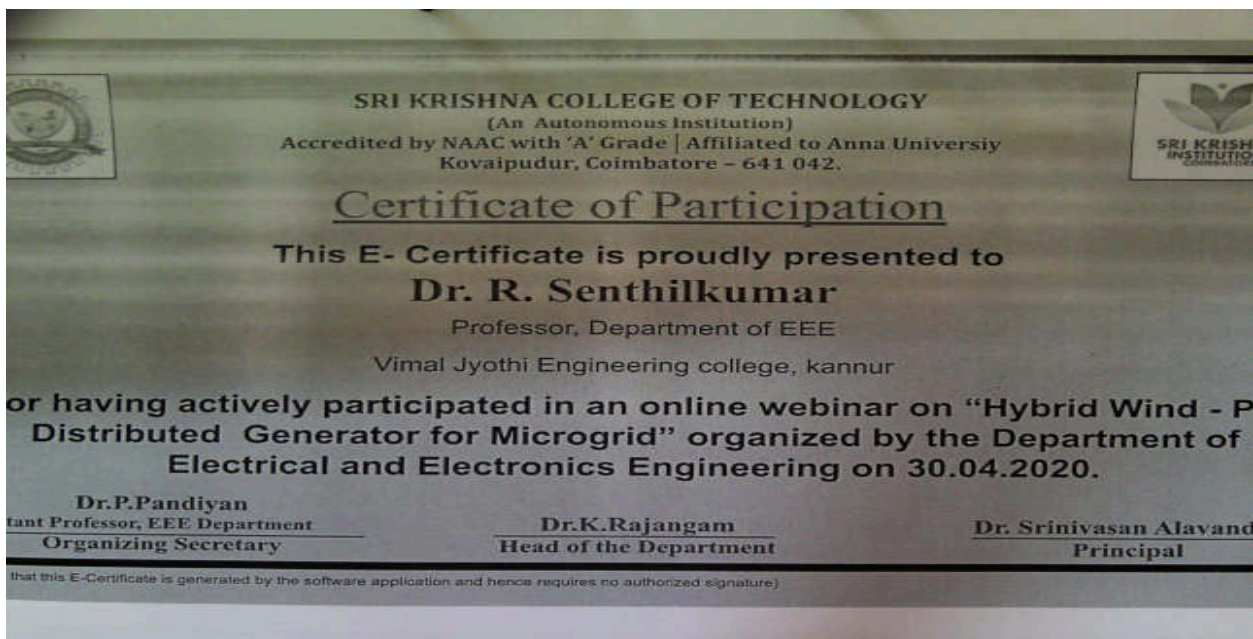 SRI KRISHNA COLLEGE OF TECHNOLOGY
(An Autonomous Institution)
Accredited by NAAC with 'A' Grade | Affiliated to Anna Universiy
Kovaipudur, Coimbatore – 641 042.
SRI KRISH
INSTITUTION
COIMBATORE
Certificate of Participation
This E- Certificate is proudly presented to
Dr. R. Senthilkumar
Professor, Department of EEE
Vimal Jyothi Engineering college, kannur
or having actively participated in an online webinar on “Hybrid Wind - P
Distributed Generator for Microgrid” organized by the Department of
Electrical and Electronics Engineering on 30.04.2020.
Dr.P.Pandiyan
tant Professor, EEE Department
Organizing Secretary
Dr.K.Rajangam
Head of the Department
Dr. Srinivasan Alavand
Principal
that this E-Certificate is generated by the software application and hence requires no authorized signature)